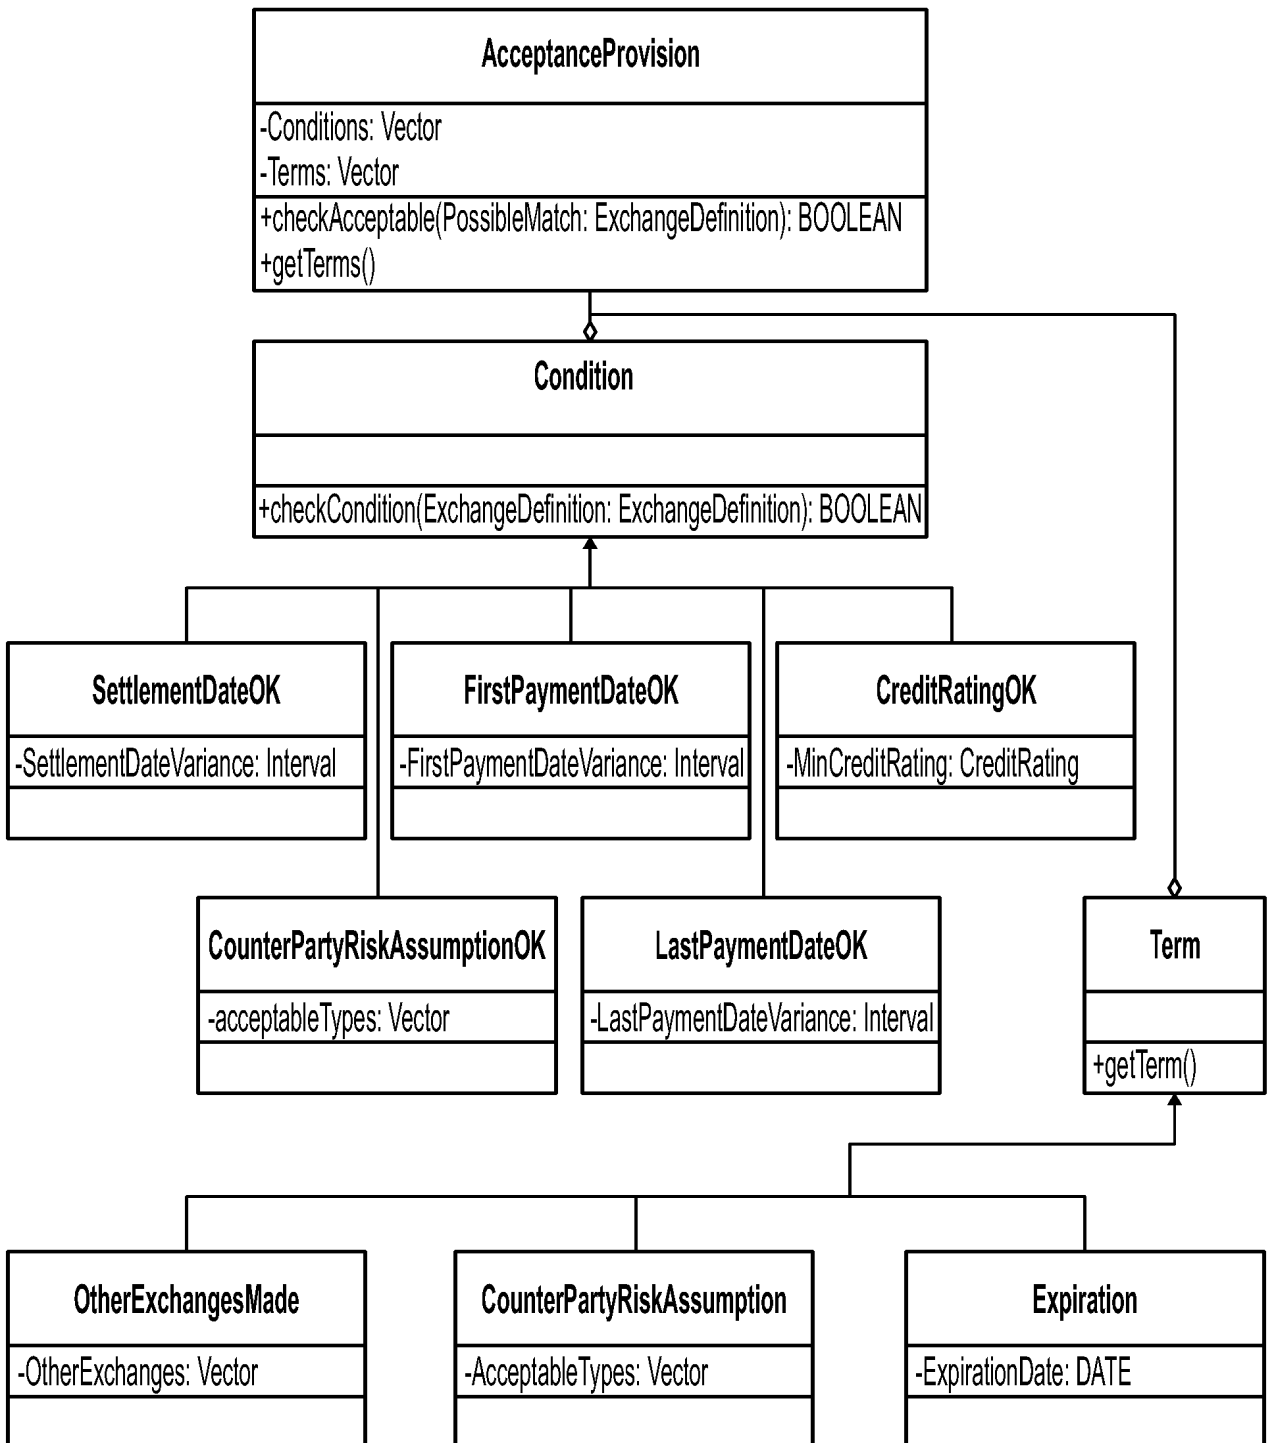 AcceptanceProvision
-Conditions: Vector
-Terms: Vector
+checkAcceptable(PossibleMatch: ExchangeDefinition): BOOLEAN
+getTerms()
Condition
+checkCondition(ExchangeDefinition: ExchangeDefinition): BOOLEAN
SettlementDateOK
-SettlementDateVariance: Interval
FirstPaymentDateOK
-FirstPaymentDateVariance: Interval
CreditRatingOK
-MinCreditRating: CreditRating
CounterPartyRiskAssumptionOK
-acceptableTypes: Vector
LastPaymentDateOK
-LastPaymentDateVariance: Interval
Term
+getTerm()
OtherExchangesMade
-OtherExchanges: Vector
CounterPartyRiskAssumption
-AcceptableTypes: Vector
Expiration
-ExpirationDate: DATE